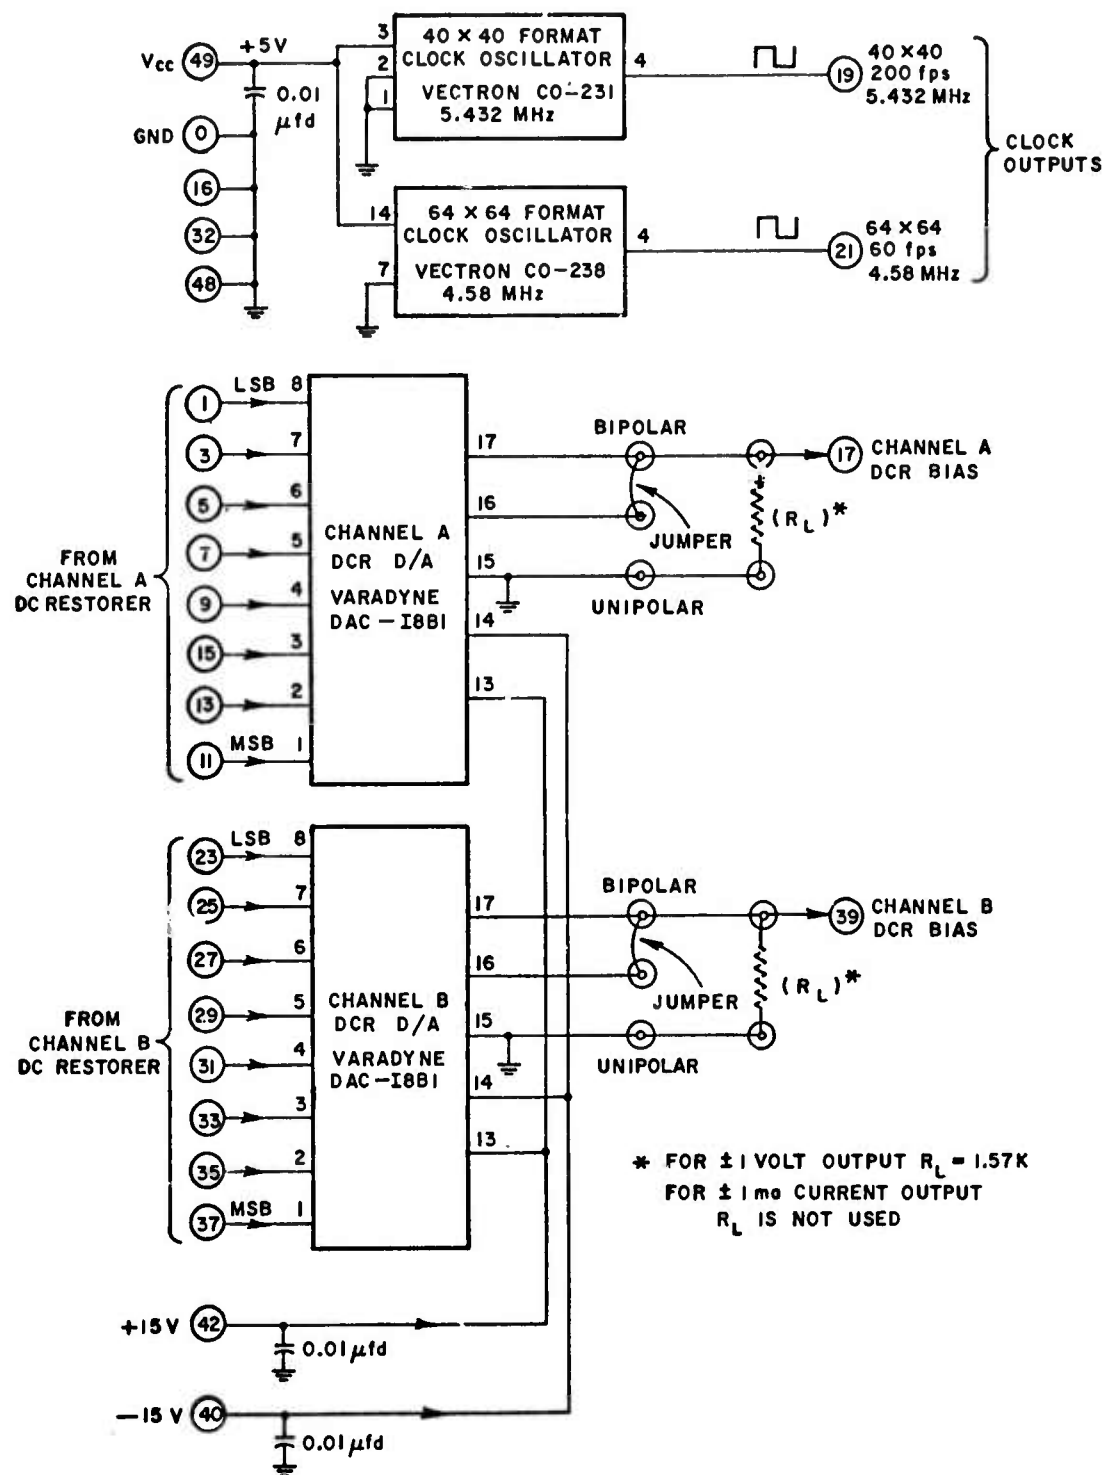 Vcc 49 +5V
0.01
µfd
GND 0
16
32
48
3
2
1
40 × 40 FORMAT
CLOCK OSCILLATOR
VECTRON CO-231
5.432 MHz
4
19
40 × 40
200 fps
5.432 MHz
14
7
64 × 64 FORMAT
CLOCK OSCILLATOR
VECTRON CO-238
4.58 MHz
4
21
64 × 64
60 fps
4.58 MHz
CLOCK
OUTPUTS
FROM
CHANNEL A
DC RESTORER
1 LSB 8
3 7
5 6
7 5
9 4
15 3
13 2
11 MSB 1
CHANNEL A
DCR D/A
VARADYNE
DAC-I8B1
17
16
15
14
13
BIPOLAR
JUMPER
UNIPOLAR
(RL)*
17
CHANNEL A
DCR BIAS
FROM
CHANNEL B
DC RESTORER
23 LSB 8
25 7
27 6
29 5
31 4
33 3
35 2
37 MSB 1
CHANNEL B
DCR D/A
VARADYNE
DAC-I8B1
17
16
15
14
13
BIPOLAR
JUMPER
UNIPOLAR
(RL)*
39
CHANNEL B
DCR BIAS
* FOR ±1 VOLT OUTPUT RL = 1.57K
FOR ±1 ma CURRENT OUTPUT
RL IS NOT USED
+15 V 42
0.01 µfd
-15 V 40
0.01 µfd